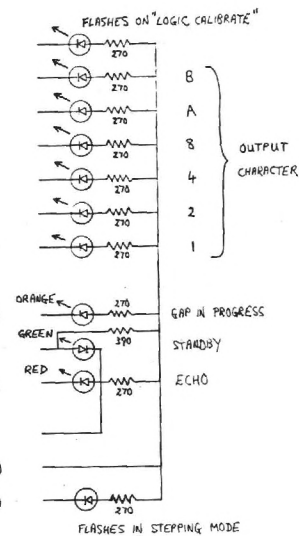 FLASHES ON "LOGIC CALIBRATE"
270
270 B
270 A
270 8
270 4
270 2
270 1
OUTPUT
CHARACTER
ORANGE 270 GAP IN PROGRESS
GREEN 390 STANDBY
RED 270 ECHO
270
FLASHES IN STEPPING MODE